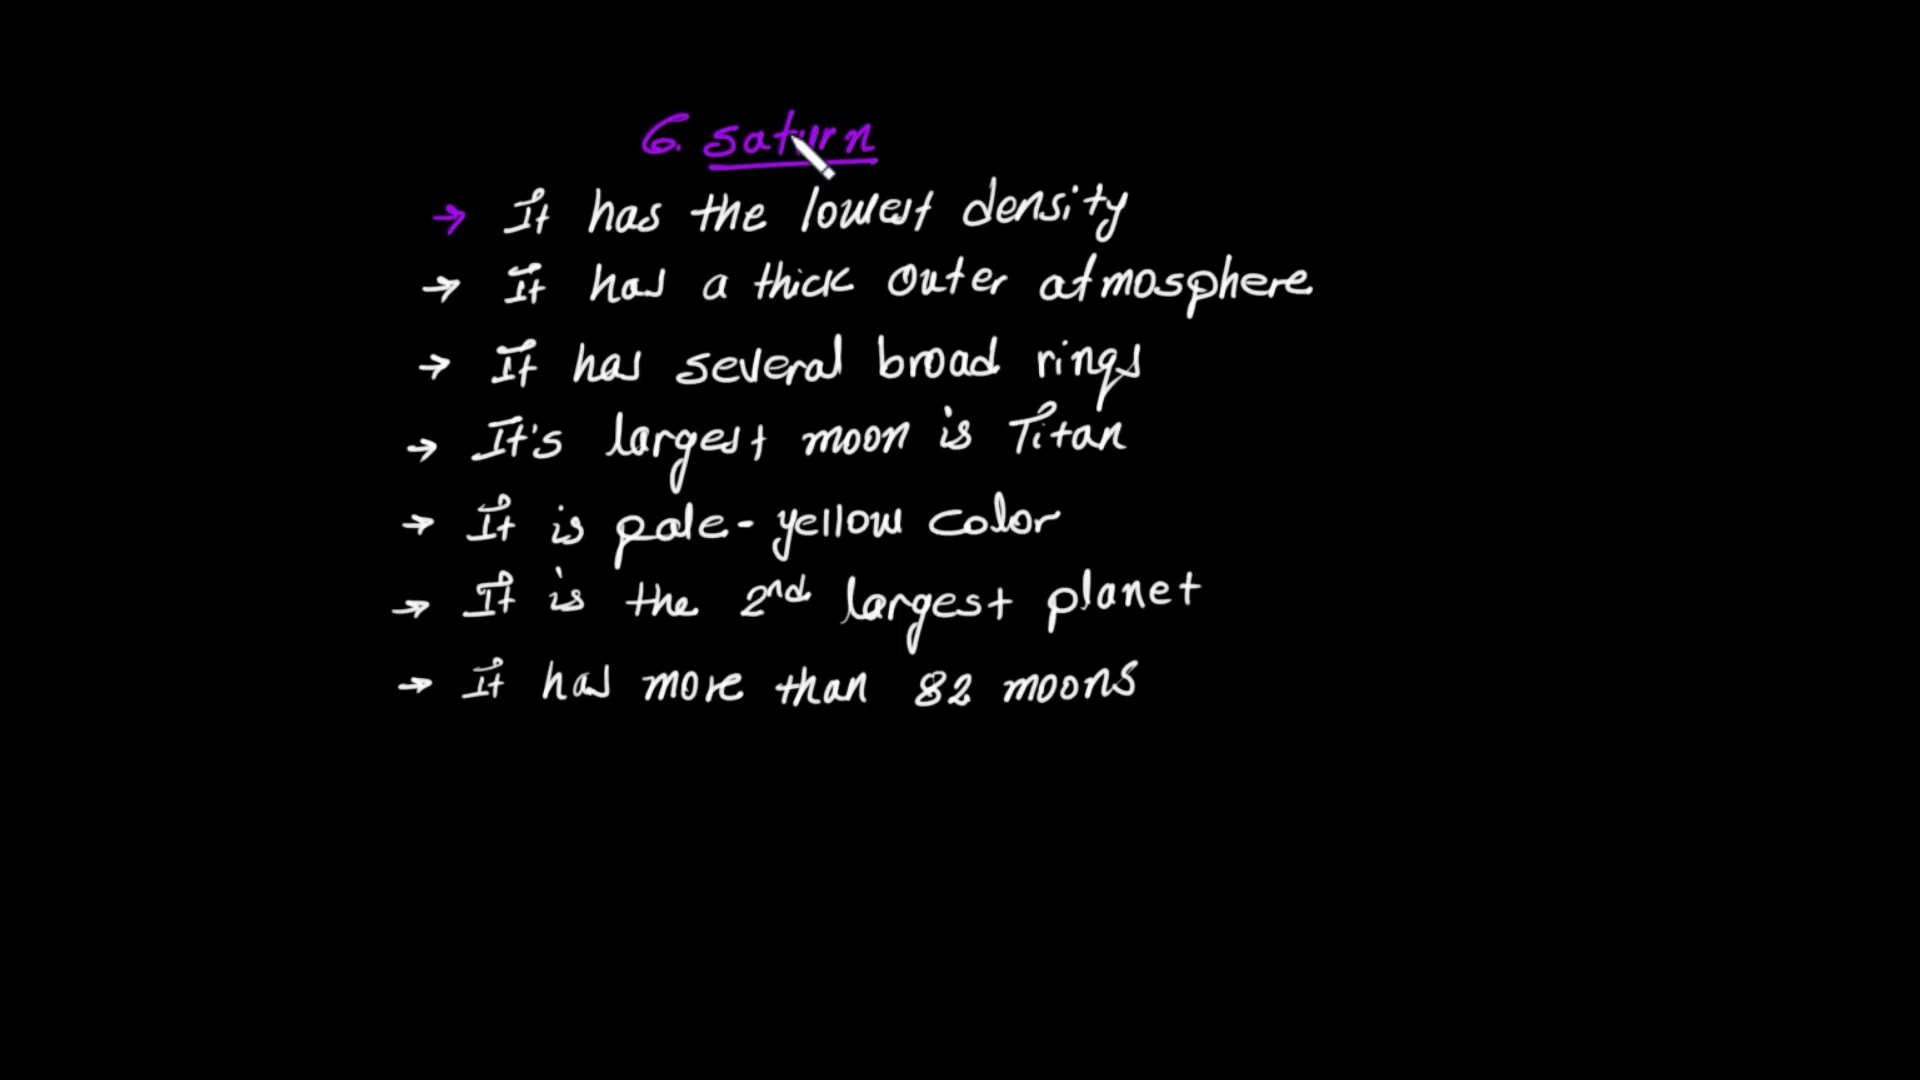 6. saturn
→ It has the lowest density
→ It has a thick outer atmosphere
→ It has several broad rings
→ It's largest moon is Titan
→ It is pale-yellow color
→ It is the 2nd largest planet
→ It has more than 82 moons